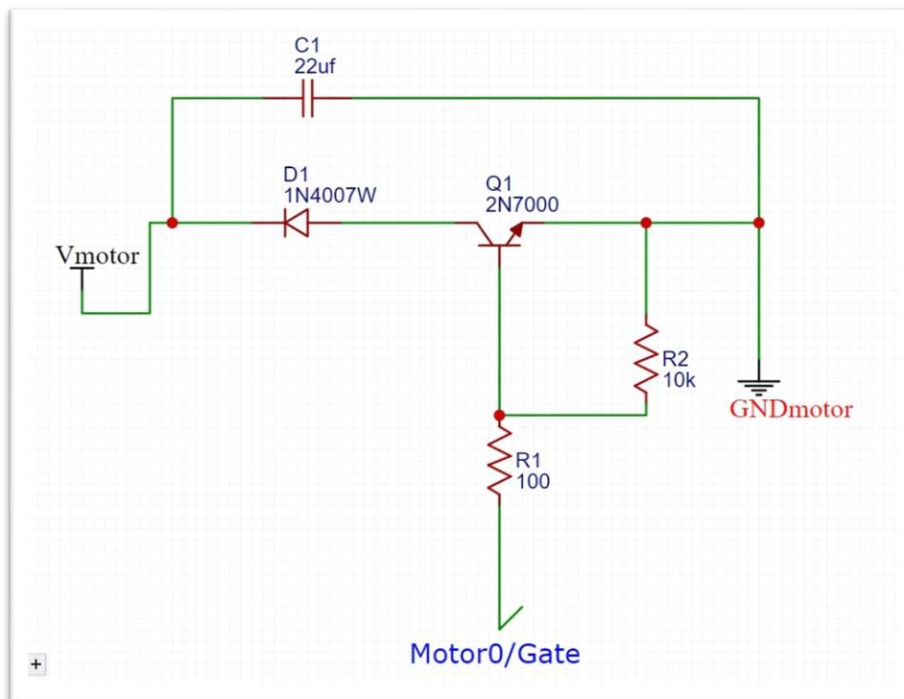 C1
22uf
D1
1N4007W
Q1
2N7000
Vmotor
R2
10k
GNDmotor
R1
100
Motor0/Gate
+